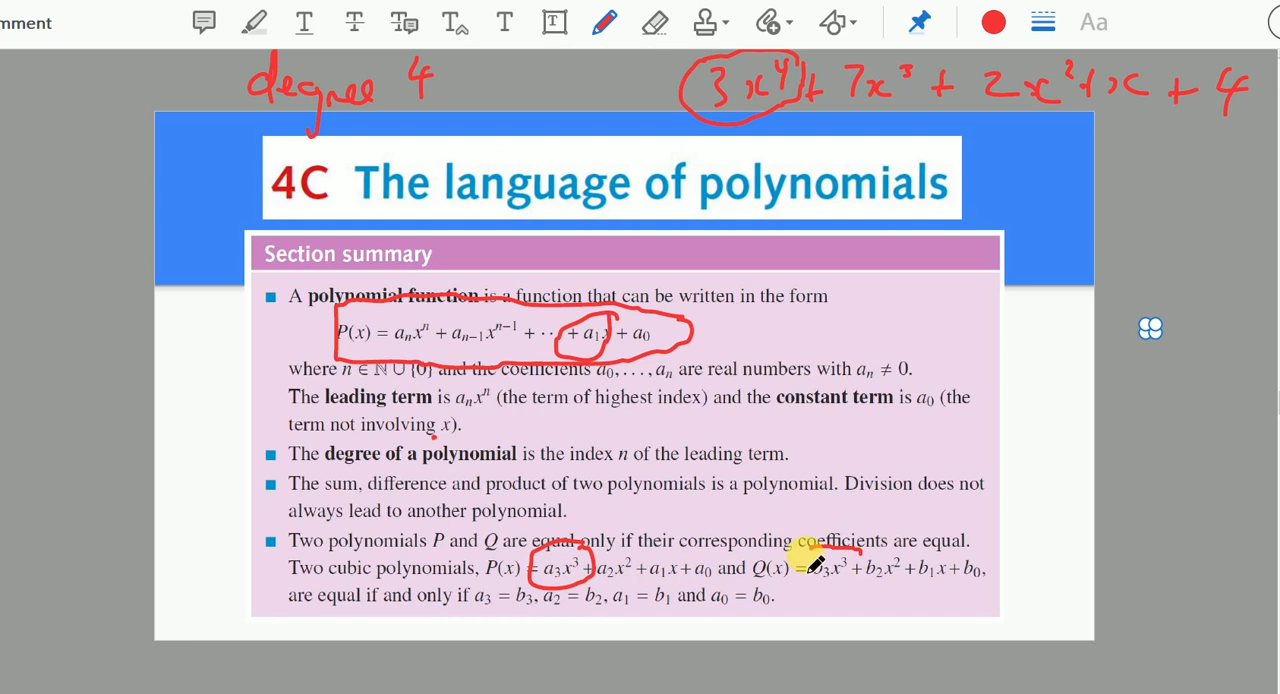 mment
T T T T T T Aa
degree 4 3x⁴ + 7x³ + 2x² + x + 4
4C The language of polynomials
Section summary
■ A polynomial function is a function that can be written in the form
P(x) = aₙxⁿ + aₙ₋₁xⁿ⁻¹ + ··· + a₁x + a₀
where n ∈ ℕ ∪ {0} and the coefficients a₀, . . . , aₙ are real numbers with aₙ ≠ 0.
The leading term is aₙxⁿ (the term of highest index) and the constant term is a₀ (the
term not involving x).
■ The degree of a polynomial is the index n of the leading term.
■ The sum, difference and product of two polynomials is a polynomial. Division does not
always lead to another polynomial.
■ Two polynomials P and Q are equal only if their corresponding coefficients are equal.
Two cubic polynomials, P(x) = a₃x³ + a₂x² + a₁x + a₀ and Q(x) = b₃x³ + b₂x² + b₁x + b₀,
are equal if and only if a₃ = b₃, a₂ = b₂, a₁ = b₁ and a₀ = b₀.